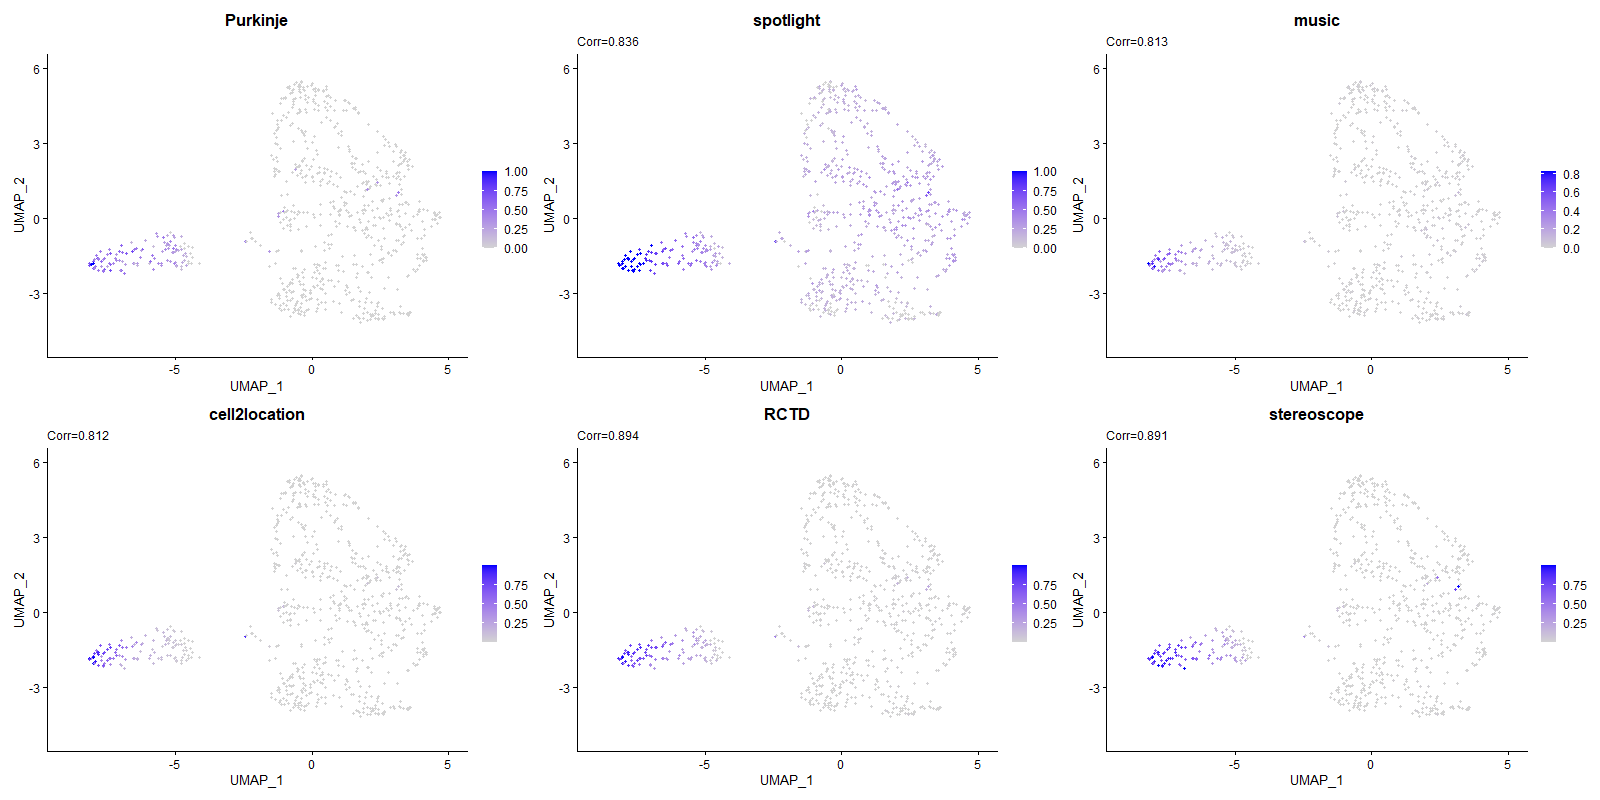 Purkinje
6
3
0
-3
-5
0
5
UMAP_1
UMAP_2
1.00
0.75
0.50
0.25
0.00
spotlight
Corr=0.836
6
3
0
-3
-5
0
5
UMAP_1
UMAP_2
1.00
0.75
0.50
0.25
0.00
music
Corr=0.813
6
3
0
-3
-5
0
5
UMAP_1
UMAP_2
0.8
0.6
0.4
0.2
0.0
cell2location
Corr=0.812
6
3
0
-3
-5
0
5
UMAP_1
UMAP_2
0.75
0.50
0.25
RCTD
Corr=0.894
6
3
0
-3
-5
0
5
UMAP_1
UMAP_2
0.75
0.50
0.25
stereoscope
Corr=0.891
6
3
0
-3
-5
0
5
UMAP_1
UMAP_2
0.75
0.50
0.25